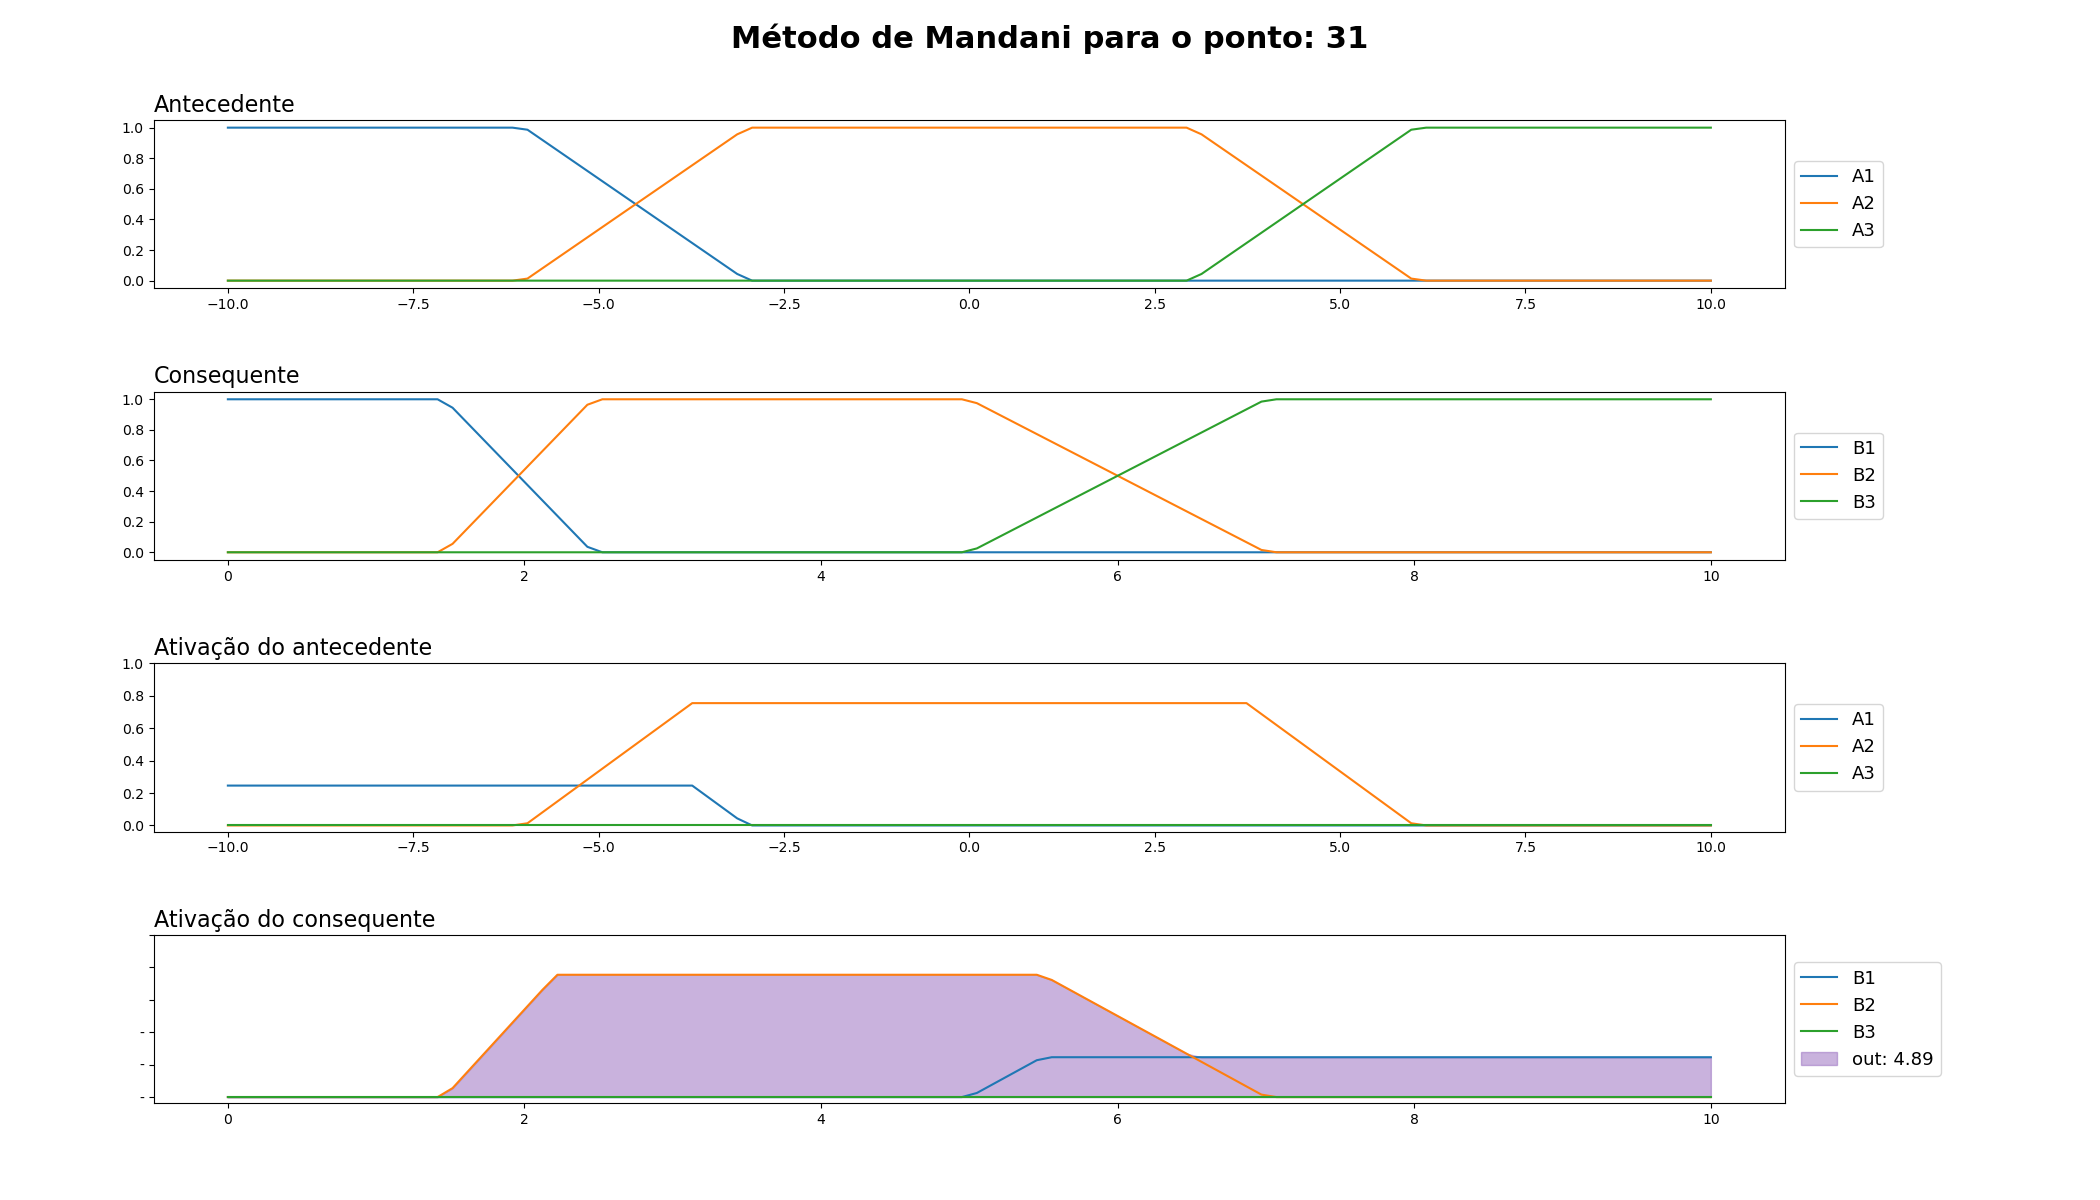 Método de Mandani para o ponto: 31
Antecedente
1.0
0.8
0.6
0.4
0.2
0.0
−10.0 −7.5 −5.0 −2.5 0.0 2.5 5.0 7.5 10.0
A1
A2
A3
Consequente
1.0
0.8
0.6
0.4
0.2
0.0
0 2 4 6 8 10
B1
B2
B3
Ativação do antecedente
1.0
0.8
0.6
0.4
0.2
0.0
−10.0 −7.5 −5.0 −2.5 0.0 2.5 5.0 7.5 10.0
A1
A2
A3
Ativação do consequente
-
-
-
0 2 4 6 8 10
B1
B2
B3
out: 4.89